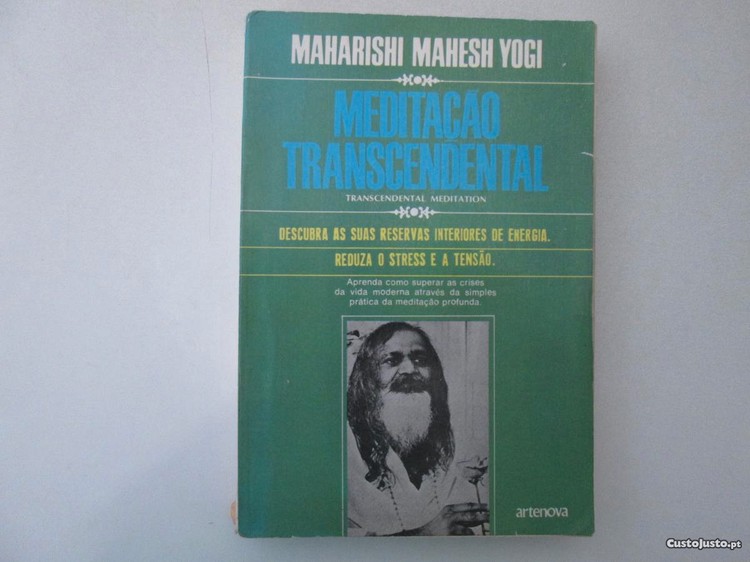 MAHARISHI MAHESH YOGI
MEDITAÇÃO
TRANSCENDENTAL
TRANSCENDENTAL MEDITATION
DESCUBRA AS SUAS RESERVAS INTERIORES DE ENERGIA.
REDUZA O STRESS E A TENSÃO.
Aprenda como superar as crises
da vida moderna através da simples
prática da meditação profunda.
artenova
CustoJusto.pt